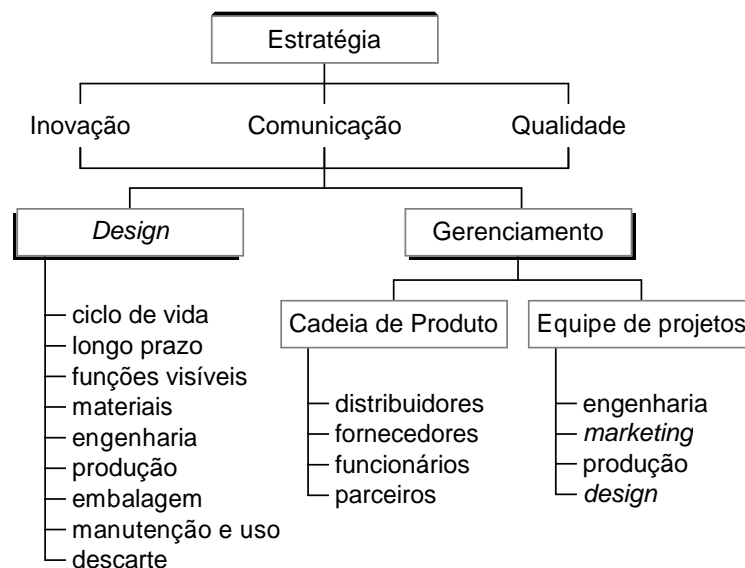 Estratégia
Inovação
Comunicação
Qualidade
Design
Gerenciamento
ciclo de vida
longo prazo
funções visíveis
materiais
engenharia
produção
embalagem
manutenção e uso
descarte
Cadeia de Produto
distribuidores
fornecedores
funcionários
parceiros
Equipe de projetos
engenharia
marketing
produção
design